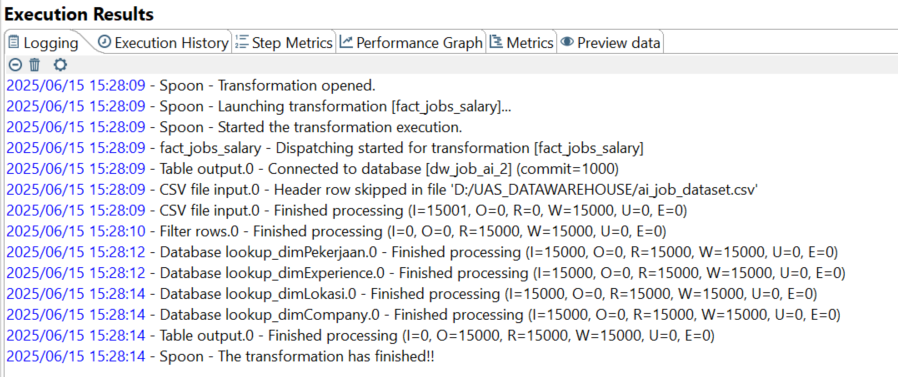 Execution Results
Logging Execution History Step Metrics Performance Graph Metrics Preview data
2025/06/15 15:28:09 - Spoon - Transformation opened.
2025/06/15 15:28:09 - Spoon - Launching transformation [fact_jobs_salary]...
2025/06/15 15:28:09 - Spoon - Started the transformation execution.
2025/06/15 15:28:09 - fact_jobs_salary - Dispatching started for transformation [fact_jobs_salary]
2025/06/15 15:28:09 - Table output.0 - Connected to database [dw_job_ai_2] (commit=1000)
2025/06/15 15:28:09 - CSV file input.0 - Header row skipped in file 'D:/UAS_DATAWAREHOUSE/ai_job_dataset.csv'
2025/06/15 15:28:09 - CSV file input.0 - Finished processing (I=15001, O=0, R=0, W=15000, U=0, E=0)
2025/06/15 15:28:10 - Filter rows.0 - Finished processing (I=0, O=0, R=15000, W=15000, U=0, E=0)
2025/06/15 15:28:12 - Database lookup_dimPekerjaan.0 - Finished processing (I=15000, O=0, R=15000, W=15000, U=0, E=0)
2025/06/15 15:28:12 - Database lookup_dimExperience.0 - Finished processing (I=15000, O=0, R=15000, W=15000, U=0, E=0)
2025/06/15 15:28:14 - Database lookup_dimLokasi.0 - Finished processing (I=15000, O=0, R=15000, W=15000, U=0, E=0)
2025/06/15 15:28:14 - Database lookup_dimCompany.0 - Finished processing (I=15000, O=0, R=15000, W=15000, U=0, E=0)
2025/06/15 15:28:14 - Table output.0 - Finished processing (I=0, O=15000, R=15000, W=15000, U=0, E=0)
2025/06/15 15:28:14 - Spoon - The transformation has finished!!